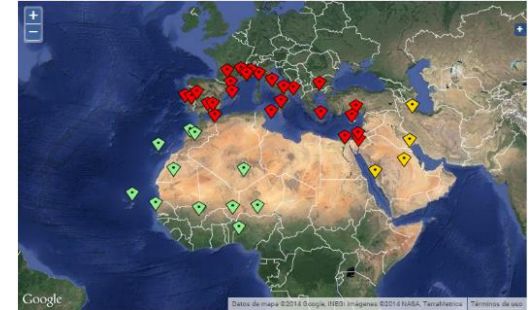 Google
Datos de mapa ©2014 Google, INEGI Imágenes ©2014 NASA, TerraMetrics
Términos de uso